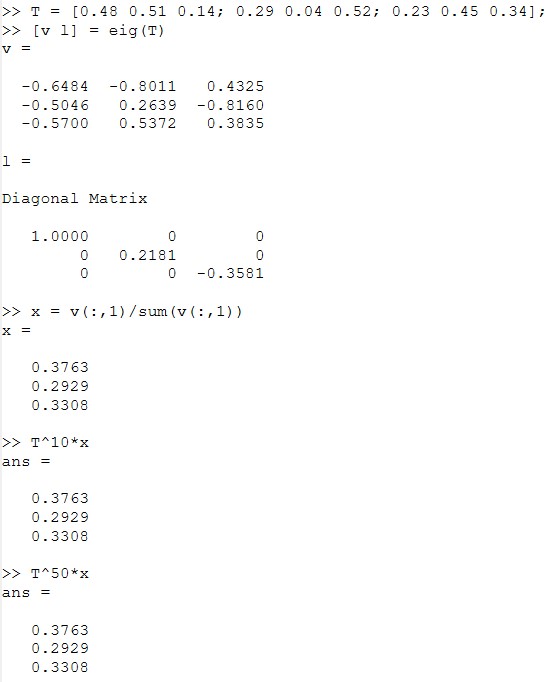 >> T = [0.48 0.51 0.14; 0.29 0.04 0.52; 0.23 0.45 0.34];
>> [v l] = eig(T)
v =
-0.6484 -0.8011 0.4325
-0.5046 0.2639 -0.8160
-0.5700 0.5372 0.3835
l =
Diagonal Matrix
1.0000 0 0
0 0.2181 0
0 0 -0.3581
>> x = v(:,1)/sum(v(:,1))
x =
0.3763
0.2929
0.3308
>> T^10*x
ans =
0.3763
0.2929
0.3308
>> T^50*x
ans =
0.3763
0.2929
0.3308